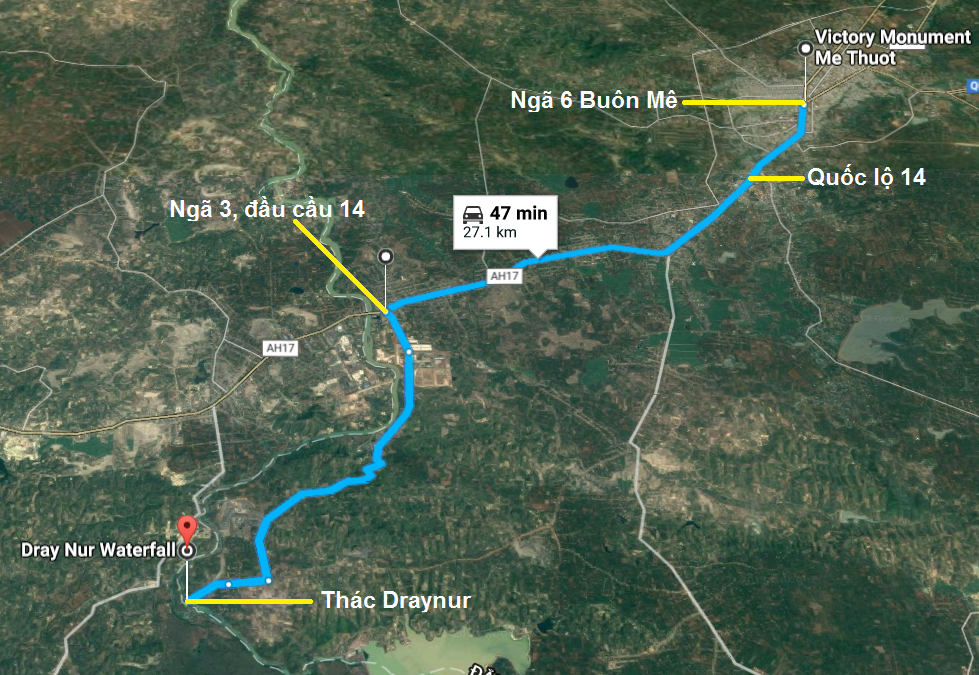 Victory Monument
Me Thuot
Ngã 6 Buôn Mê
Quốc lộ 14
Ngã 3, đầu cầu 14
47 min
27.1 km
AH17
AH17
Dray Nur Waterfall
Thác Draynur